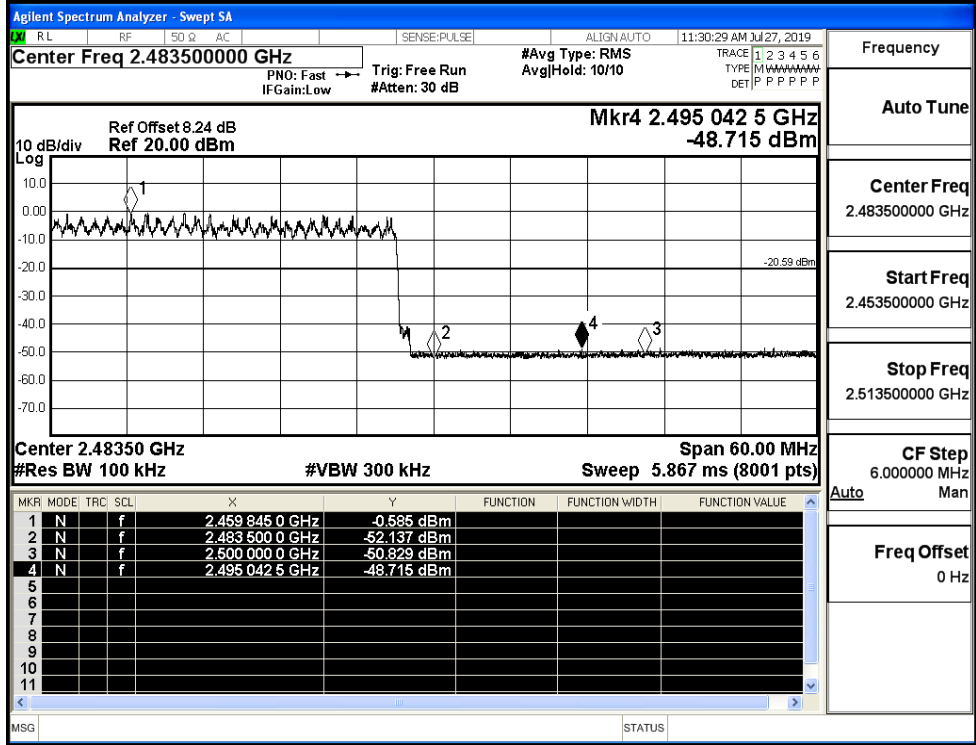 Agilent Spectrum Analyzer - Swept SA
LXI RL RF 50 Ω AC SENSE:PULSE ALIGN AUTO 11:30:29 AM Jul 27, 2019
Center Freq 2.483500000 GHz
PNO: Fast
IFGain:Low
Trig: Free Run
#Atten: 30 dB
#Avg Type: RMS
Avg|Hold: 10/10
TRACE 1 2 3 4 5 6
TYPE M WWWWW
DET P P P P P P
Ref Offset 8.24 dB
10 dB/div Ref 20.00 dBm
Log
Mkr4 2.495 042 5 GHz
-48.715 dBm
10.0
0.00
-10.0
-20.0
-30.0
-40.0
-50.0
-60.0
-70.0
1
2
4
3
-20.59 dBm
Center 2.48350 GHz Span 60.00 MHz
#Res BW 100 kHz #VBW 300 kHz Sweep 5.867 ms (8001 pts)
MKR MODE TRC SCL X Y FUNCTION FUNCTION WIDTH FUNCTION VALUE
1 N f 2.459 845 0 GHz -0.585 dBm
2 N f 2.483 500 0 GHz -52.137 dBm
3 N f 2.500 000 0 GHz -50.829 dBm
4 N f 2.495 042 5 GHz -48.715 dBm
5
6
7
8
9
10
11
MSG STATUS
Frequency
Auto Tune
Center Freq
2.483500000 GHz
Start Freq
2.453500000 GHz
Stop Freq
2.513500000 GHz
CF Step
6.000000 MHz
Auto Man
Freq Offset
0 Hz